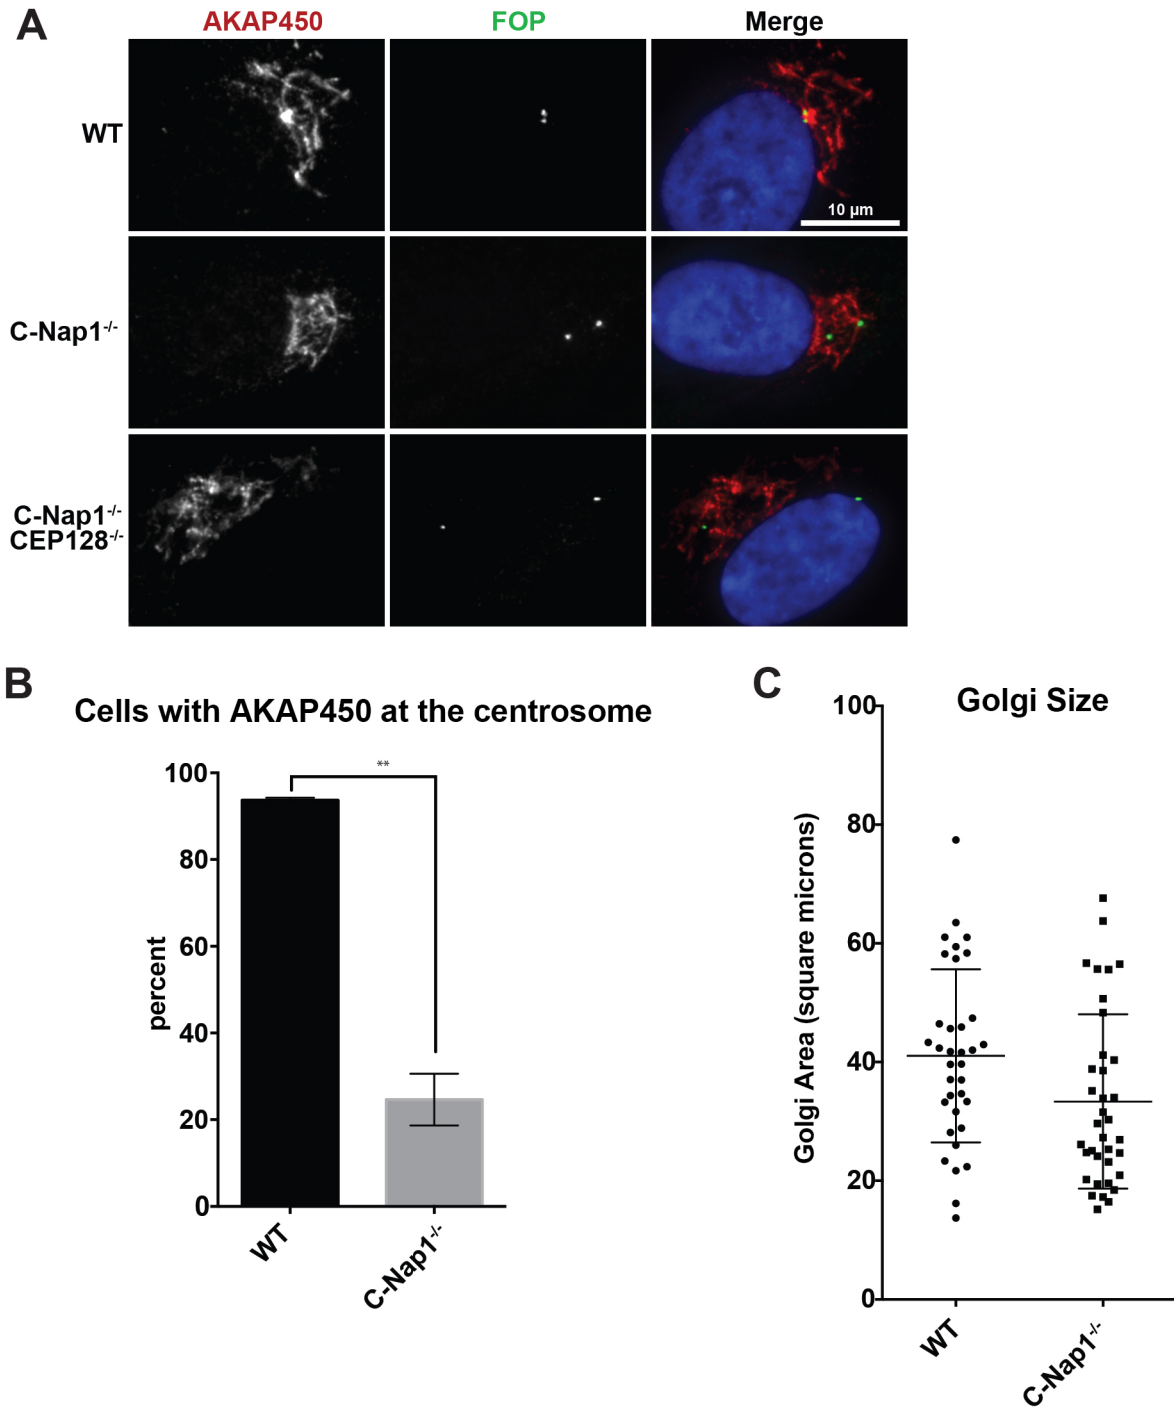 A
AKAP450
FOP
Merge
WT
10 µm
C-Nap1-/-
C-Nap1-/-
CEP128-/-
B
Cells with AKAP450 at the centrosome
**
100
80
60
40
20
0
percent
WT
C-Nap1-/-
C
Golgi Size
100
80
60
40
20
0
Golgi Area (square microns)
WT
C-Nap1-/-